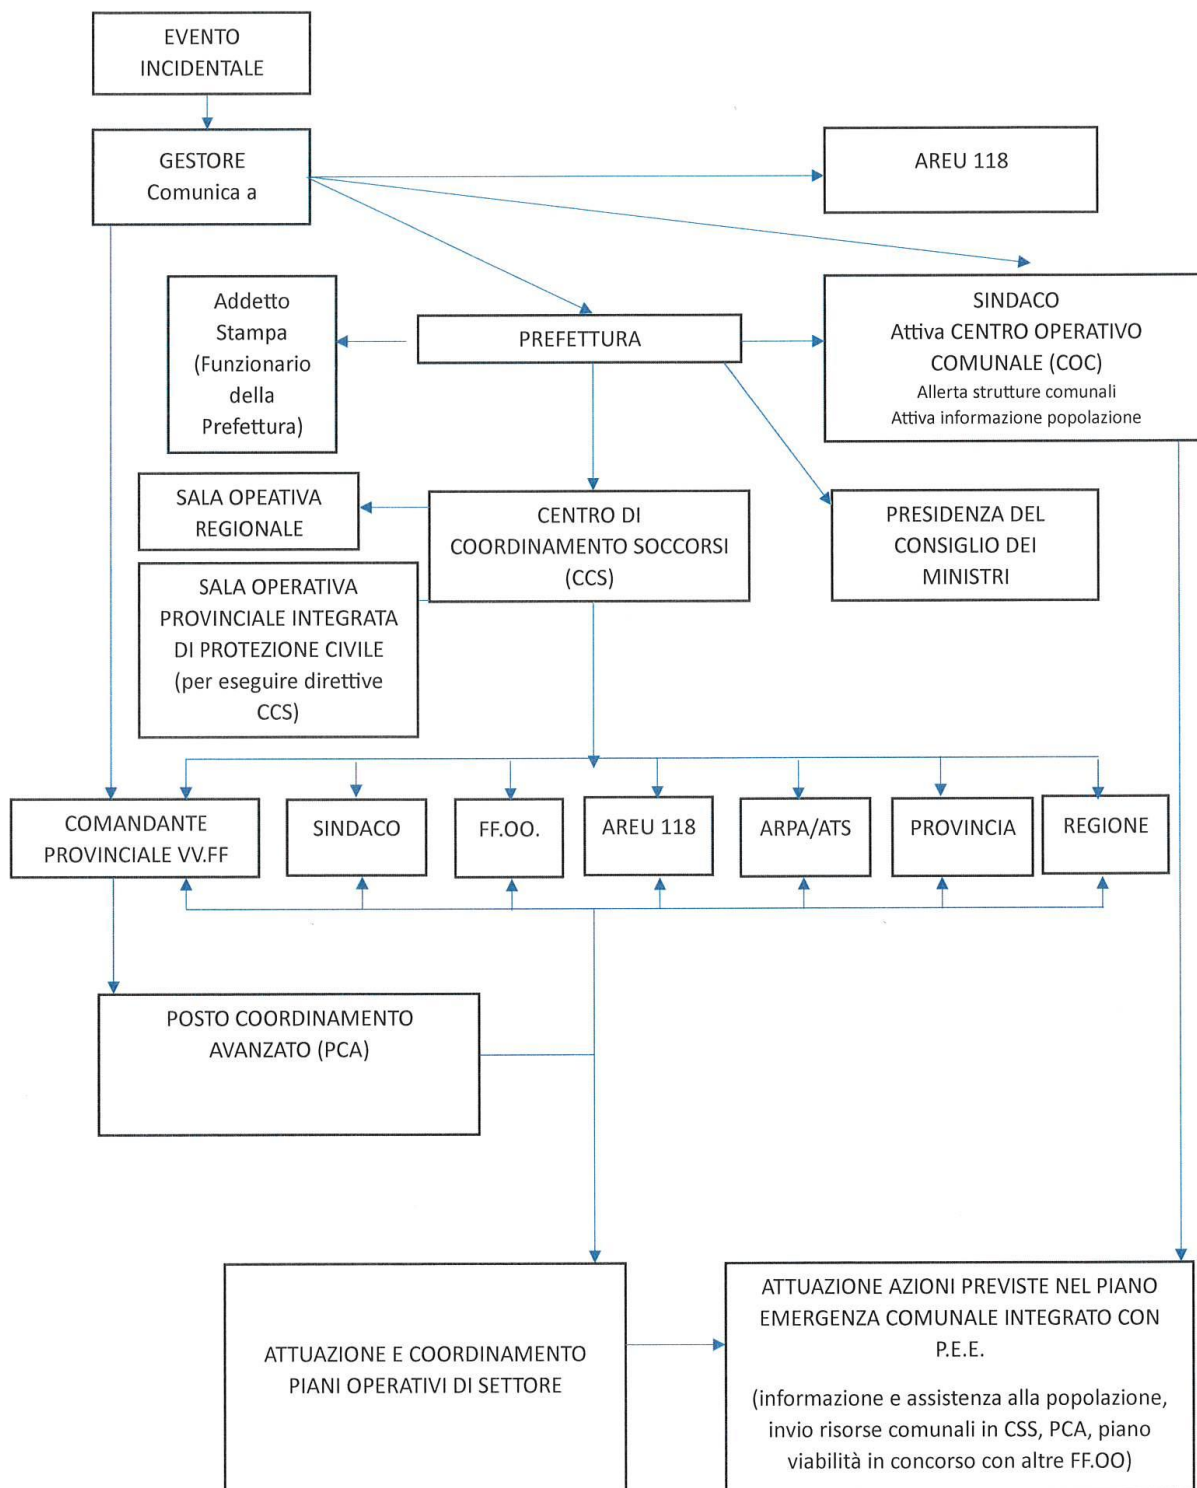 EVENTO
INCIDENTALE
GESTORE
Comunica a
AREU 118
Addetto
Stampa
(Funzionario
della
Prefettura)
PREFETTURA
SINDACO
Attiva CENTRO OPERATIVO
COMUNALE (COC)
Allerta strutture comunali
Attiva informazione popolazione
SALA OPEATIVA
REGIONALE
CENTRO DI
COORDINAMENTO SOCCORSI
(CCS)
PRESIDENZA DEL
CONSIGLIO DEI
MINISTRI
SALA OPERATIVA
PROVINCIALE INTEGRATA
DI PROTEZIONE CIVILE
(per eseguire direttive
CCS)
COMANDANTE
PROVINCIALE VV.FF
SINDACO
FF.OO.
AREU 118
ARPA/ATS
PROVINCIA
REGIONE
POSTO COORDINAMENTO
AVANZATO (PCA)
ATTUAZIONE E COORDINAMENTO
PIANI OPERATIVI DI SETTORE
ATTUAZIONE AZIONI PREVISTE NEL PIANO
EMERGENZA COMUNALE INTEGRATO CON
P.E.E.
(informazione e assistenza alla popolazione,
invio risorse comunali in CSS, PCA, piano
viabilità in concorso con altre FF.OO)